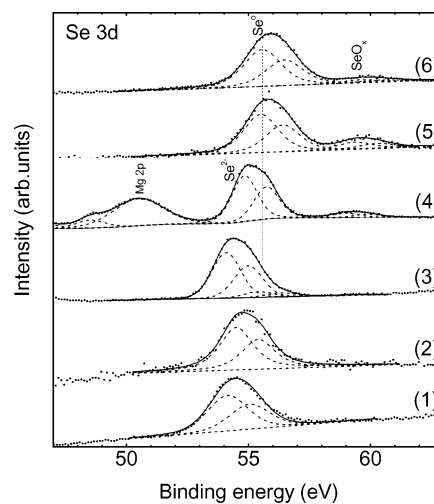 Se 3d
Se⁰
SeOₓ
(6)
(5)
Mg 2p
Se²⁻
(4)
(3)
(2)
(1)
Intensity (arb.units)
50
55
60
Binding energy (eV)